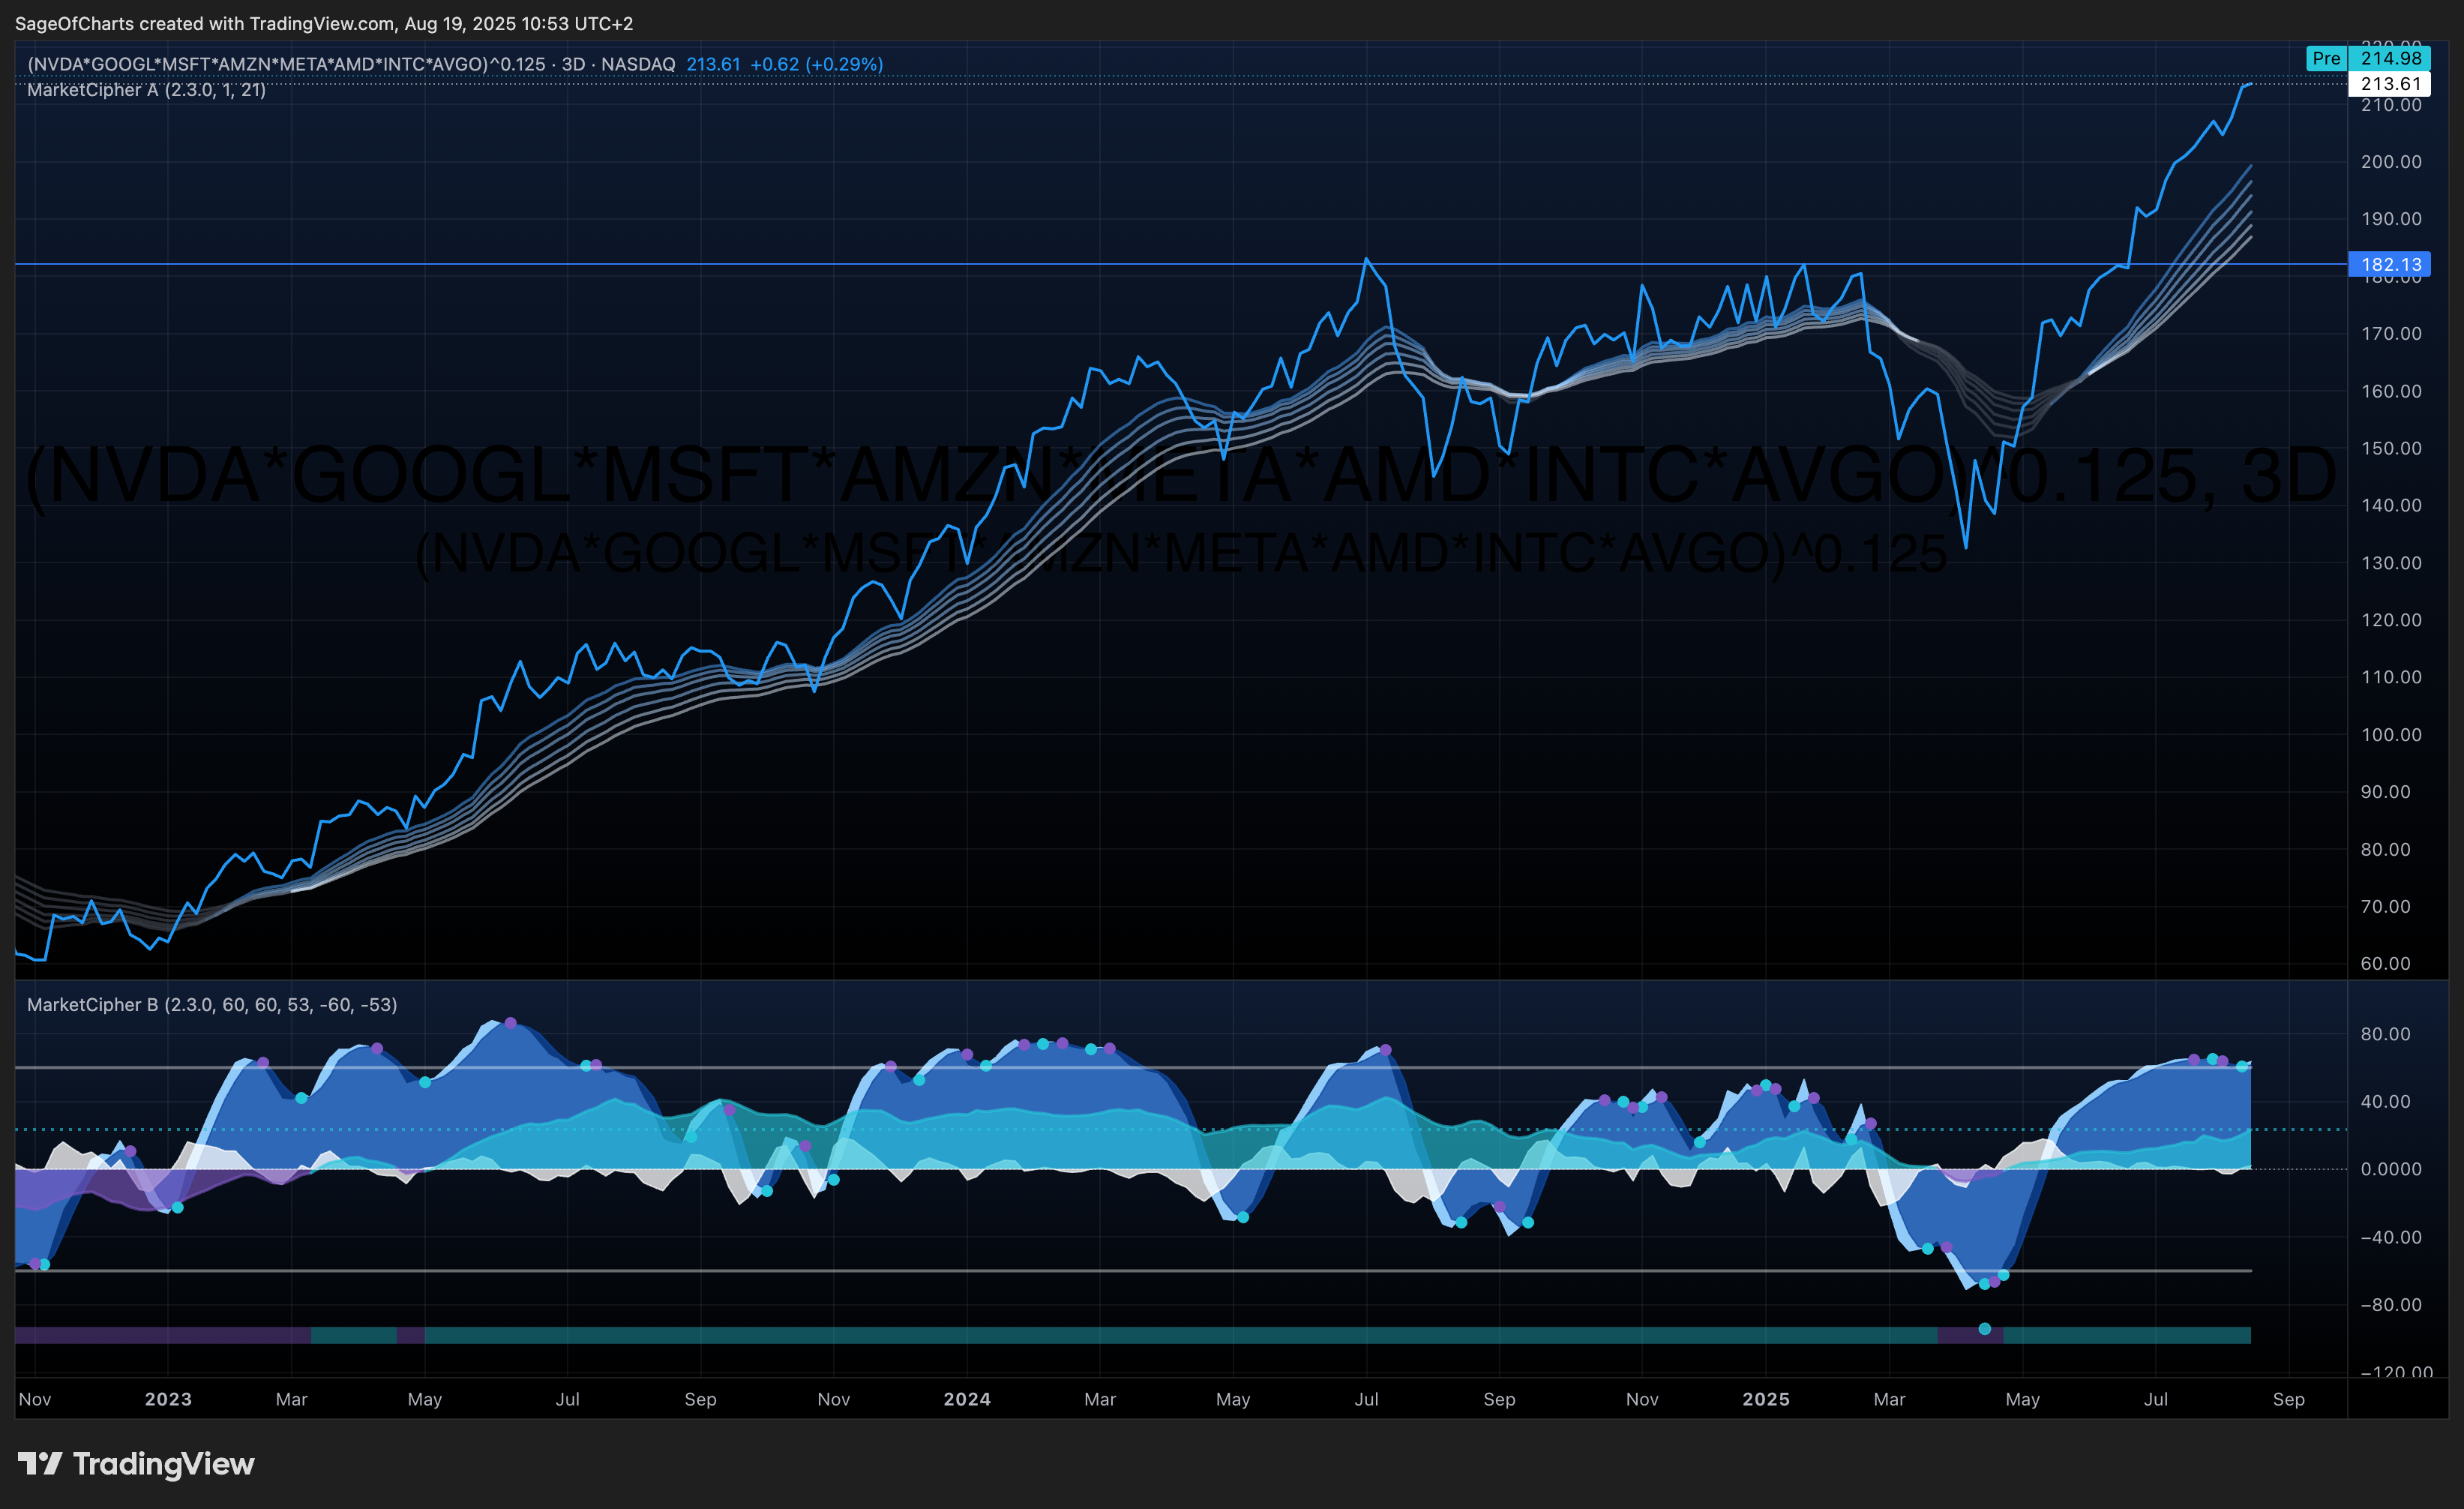 SageOfCharts created with TradingView.com, Aug 19, 2025 10:53 UTC+2
(NVDA*GOOGL*MSFT*AMZN*META*AMD*INTC*AVGO)^0.125 · 3D · NASDAQ 213.61 +0.62 (+0.29%)
MarketCipher A (2.3.0, 1, 21)
220.00
Pre 214.98
213.61
210.00
200.00
190.00
182.13
180.00
170.00
160.00
150.00
140.00
130.00
120.00
110.00
100.00
90.00
80.00
70.00
60.00
(NVDA*GOOGL*MSFT*AMZN*META*AMD*INTC*AVGO)^0.125, 3D
(NVDA*GOOGL*MSFT*AMZN*META*AMD*INTC*AVGO)^0.125
MarketCipher B (2.3.0, 60, 60, 53, -60, -53)
80.00
40.00
0.0000
−40.00
−80.00
−120.00
Nov 2023 Mar May Jul Sep Nov 2024 Mar May Jul Sep Nov 2025 Mar May Jul Sep
TradingView